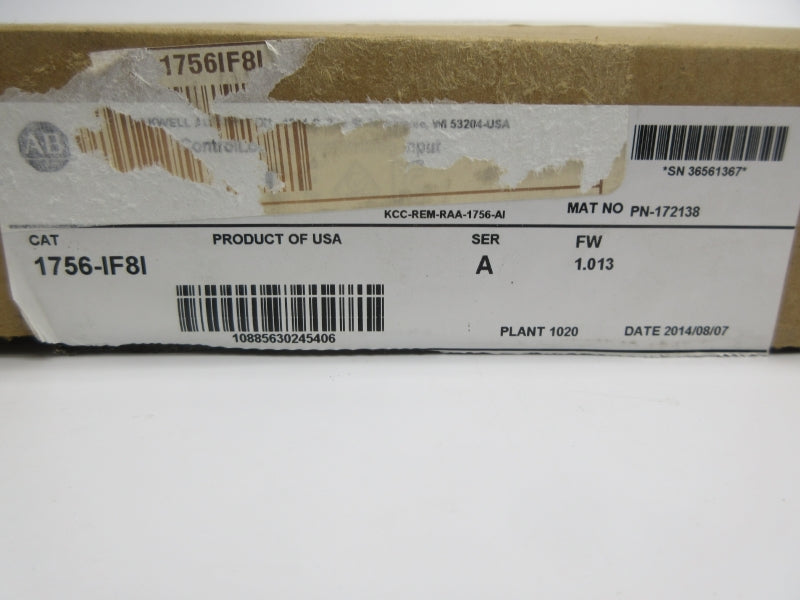 1756IF8I
AB
WI 53204-USA
*SN 36561367*
KCC-REM-RAA-1756-AI
MAT NO PN-172138
CAT PRODUCT OF USA SER FW
1756-IF8I A 1.013
10885630245406
PLANT 1020 DATE 2014/08/07